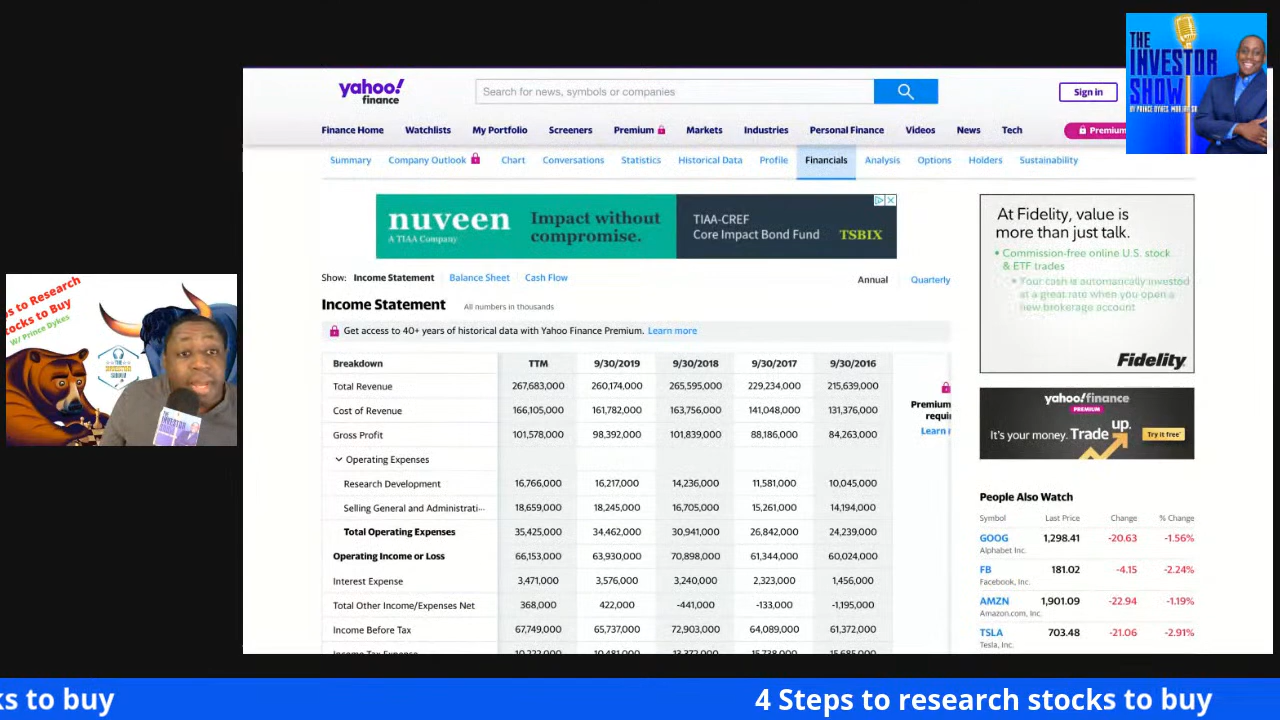 yahoo!
finance
Search for news, symbols or companies
Sign in
THE
INVESTOR
SHOW
Finance Home Watchlists My Portfolio Screeners Premium Markets Industries Personal Finance Videos News Tech Premium
Summary Company Outlook Chart Conversations Statistics Historical Data Profile Financials Analysis Options Holders Sustainability
nuveen
A TIAA Company
Impact without
compromise.
TIAA-CREF
Core Impact Bond Fund TSBIX
At Fidelity, value is
more than just talk.
• Commission-free online U.S. stock
& ETF trades
• Your cash is automatically invested
at a great rate when you open a
new brokerage account
Fidelity
Show: Income Statement Balance Sheet Cash Flow Annual Quarterly
Income Statement All numbers in thousands
Get access to 40+ years of historical data with Yahoo Finance Premium. Learn more
Breakdown TTM 9/30/2019 9/30/2018 9/30/2017 9/30/2016
Total Revenue 267,683,000 260,174,000 265,595,000 229,234,000 215,639,000
Cost of Revenue 166,105,000 161,782,000 163,756,000 141,048,000 131,376,000
Gross Profit 101,578,000 98,392,000 101,839,000 88,186,000 84,263,000
Operating Expenses
Research Development 16,766,000 16,217,000 14,236,000 11,581,000 10,045,000
Selling General and Administrati... 18,659,000 18,245,000 16,705,000 15,261,000 14,194,000
Total Operating Expenses 35,425,000 34,462,000 30,941,000 26,842,000 24,239,000
Operating Income or Loss 66,153,000 63,930,000 70,898,000 61,344,000 60,024,000
Interest Expense 3,471,000 3,576,000 3,240,000 2,323,000 1,456,000
Total Other Income/Expenses Net 368,000 422,000 -441,000 -133,000 -1,195,000
Income Before Tax 67,749,000 65,737,000 72,903,000 64,089,000 61,372,000
Premium
requi
Learn
yahoo!finance
PREMIUM
It's your money. Trade up.
Try it free*
People Also Watch
Symbol Last Price Change % Change
GOOG 1,298.41 -20.63 -1.56%
Alphabet Inc.
FB 181.02 -4.15 -2.24%
Facebook, Inc.
AMZN 1,901.09 -22.94 -1.19%
Amazon.com, Inc.
TSLA 703.48 -21.06 -2.91%
Tesla, Inc.
s to Research
tocks to Buy
W/ Prince Dykes
THE
INVESTOR
SHOW
ks to buy
4 Steps to research stocks to buy